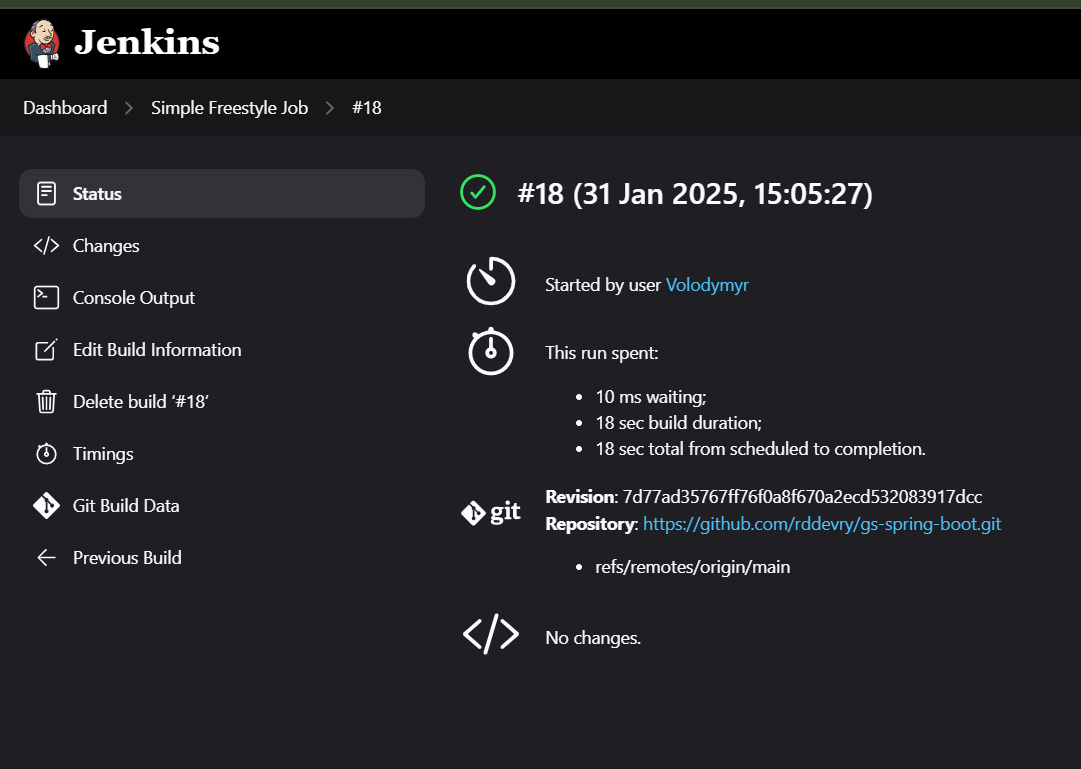 Jenkins
Dashboard > Simple Freestyle Job > #18
Status
Changes
Console Output
Edit Build Information
Delete build ‘#18’
Timings
Git Build Data
Previous Build
#18 (31 Jan 2025, 15:05:27)
Started by user Volodymyr
This run spent:
• 10 ms waiting;
• 18 sec build duration;
• 18 sec total from scheduled to completion.
git
Revision: 7d77ad35767ff76f0a8f670a2ecd532083917dcc
Repository: https://github.com/rddevry/gs-spring-boot.git
• refs/remotes/origin/main
No changes.